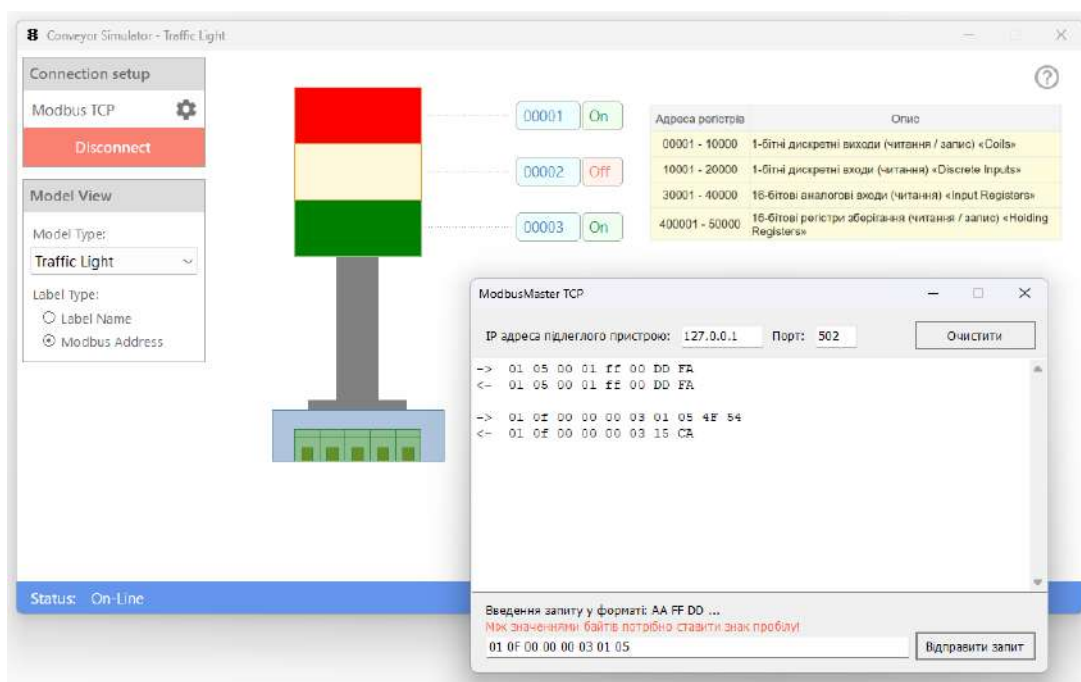 Conveyor Simulator - Traffic Light
Connection setup
Modbus TCP
Disconnect
Model View
Model Type:
Traffic Light
Label Type:
Label Name
Modbus Address
00001 On
00002 Off
00003 On
Адреса регістрів Опис
00001 - 10000 1-бітні дискретні виходи (читання / запис) «Coils»
10001 - 20000 1-бітні дискретні входи (читання) «Discrete Inputs»
30001 - 40000 16-бітові аналогові входи (читання) «Input Registers»
400001 - 50000 16-бітові регістри зберігання (читання / запис) «Holding
Registers»
ModbusMaster TCP
IP адреса підлеглого пристрою: 127.0.0.1 Порт: 502 Очистити
-> 01 05 00 01 ff 00 DD FA
<- 01 05 00 01 ff 00 DD FA
-> 01 0f 00 00 00 03 01 05 4F 54
<- 01 0f 00 00 00 03 15 CA
Введення запиту у форматі: AA FF DD ...
Між значеннями байтів потрібно ставити знак пробілу!
01 0F 00 00 00 03 01 05 Відправити запит
Status: On-Line